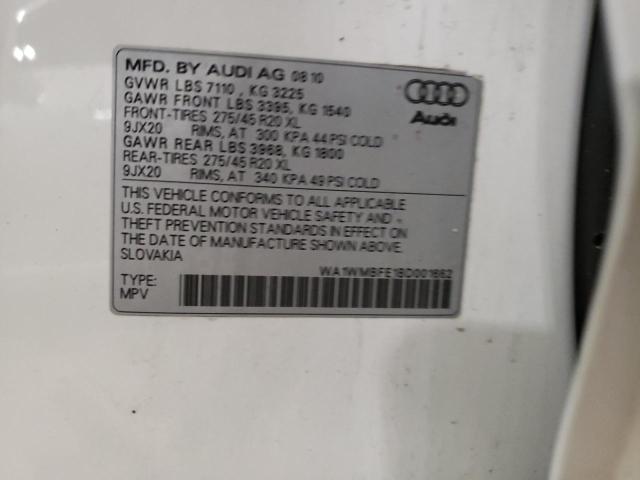 MFD. BY AUDI AG 0810
GVWR LBS 7110 , KG 3225
GAWR FRONT LBS 3395, KG 1540
FRONT-TIRES 275/45 R20 XL
9JX20 RIMS, AT 300 KPA 44 PSI COLD
GAWR REAR LBS 3968, KG 1800
REAR-TIRES 275/45 R20 XL
9JX20 RIMS, AT 340 KPA 49 PSI COLD
Audi
THIS VEHICLE CONFORMS TO ALL APPLICABLE
U.S. FEDERAL MOTOR VEHICLE SAFETY AND
THEFT PREVENTION STANDARDS IN EFFECT ON
THE DATE OF MANUFACTURE SHOWN ABOVE.
SLOVAKIA
WA1WMBFE1BD001662
TYPE:
MPV